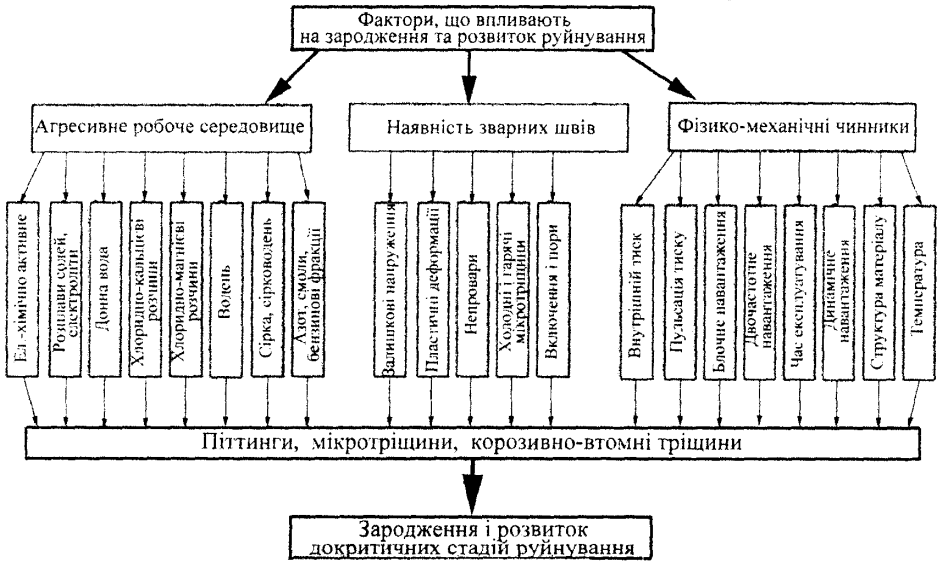 Фактори, що впливають
на зародження та розвиток руйнування
Агресивне робоче середовище
Наявність зварних швів
Фізико-механічні чинники
Ел.-хімічно активне
Розплави солей,
електроліти
Донна вода
Хлоридно-кальцієві
розчини
Хлоридно-магнієві
розчини
Водень
Сірка, сірководень
Азот, смоли,
бензинові фракції
Залишкові напруження
Пластичні деформації
Непровари
Холодні і гарячі
мікротріщини
Включення і пори
Внутрішній тиск
Пульсація тиску
Блочне навантаження
Двочастотне
навантаження
Час експлуатування
Динамічне
навантаження
Структура матеріалу
Температура
Піттинги, мікротріщини, корозивно-втомні тріщини
Зародження і розвиток
докритичних стадій руйнування